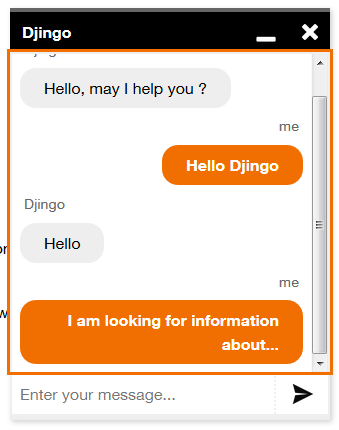 Djingo
Hello, may I help you ?
me
Hello Djingo
Djingo
Hello
me
I am looking for information
about...
Enter your message...